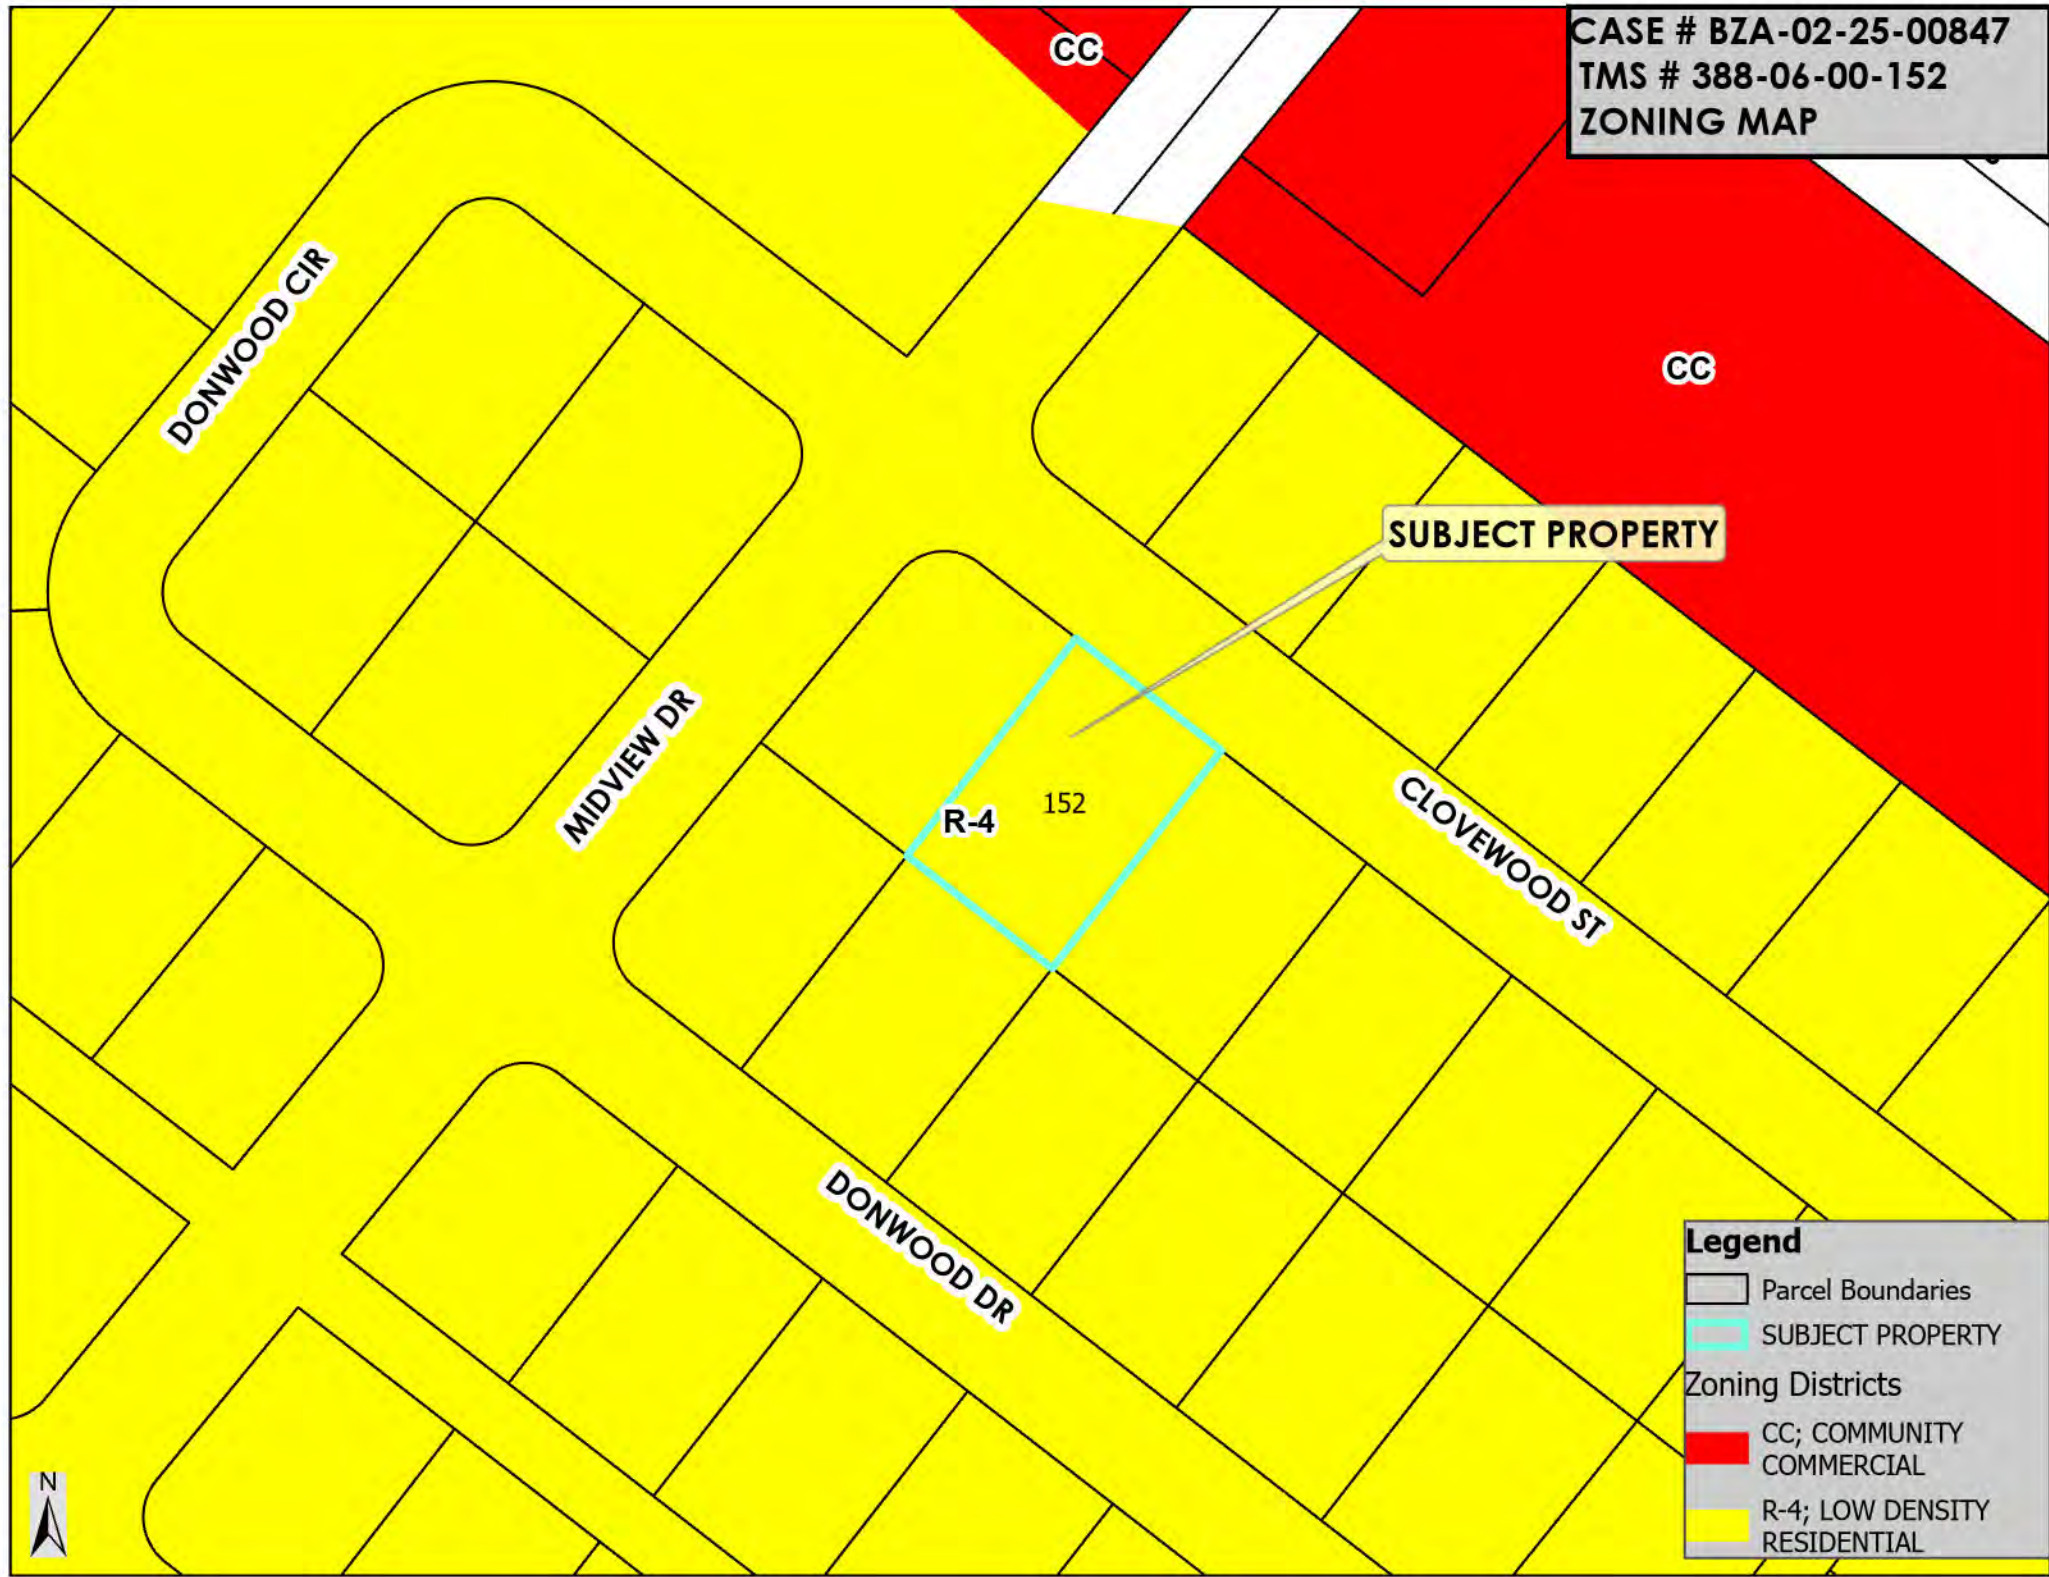 CASE # BZA-02-25-00847
TMS # 388-06-00-152
ZONING MAP
CC
CC
DONWOOD CIR
SUBJECT PROPERTY
MIDVIEW DR
R-4
152
CLOVEWOOD ST
DONWOOD DR
Legend
Parcel Boundaries
SUBJECT PROPERTY
Zoning Districts
CC; COMMUNITY
COMMERCIAL
R-4; LOW DENSITY
RESIDENTIAL
N